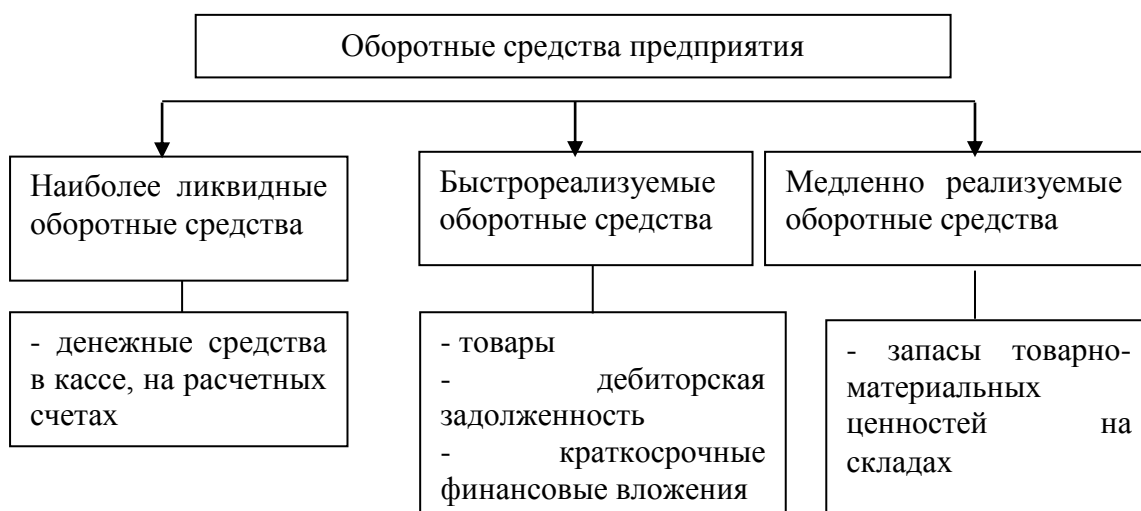 Оборотные средства предприятия
Наиболее ликвидные
оборотные средства
Быстрореализуемые
оборотные средства
Медленно реализуемые
оборотные средства
- денежные средства
в кассе, на расчетных
счетах
- товары
- дебиторская
задолженность
- краткосрочные
финансовые вложения
- запасы товарно-
материальных
ценностей на
складах